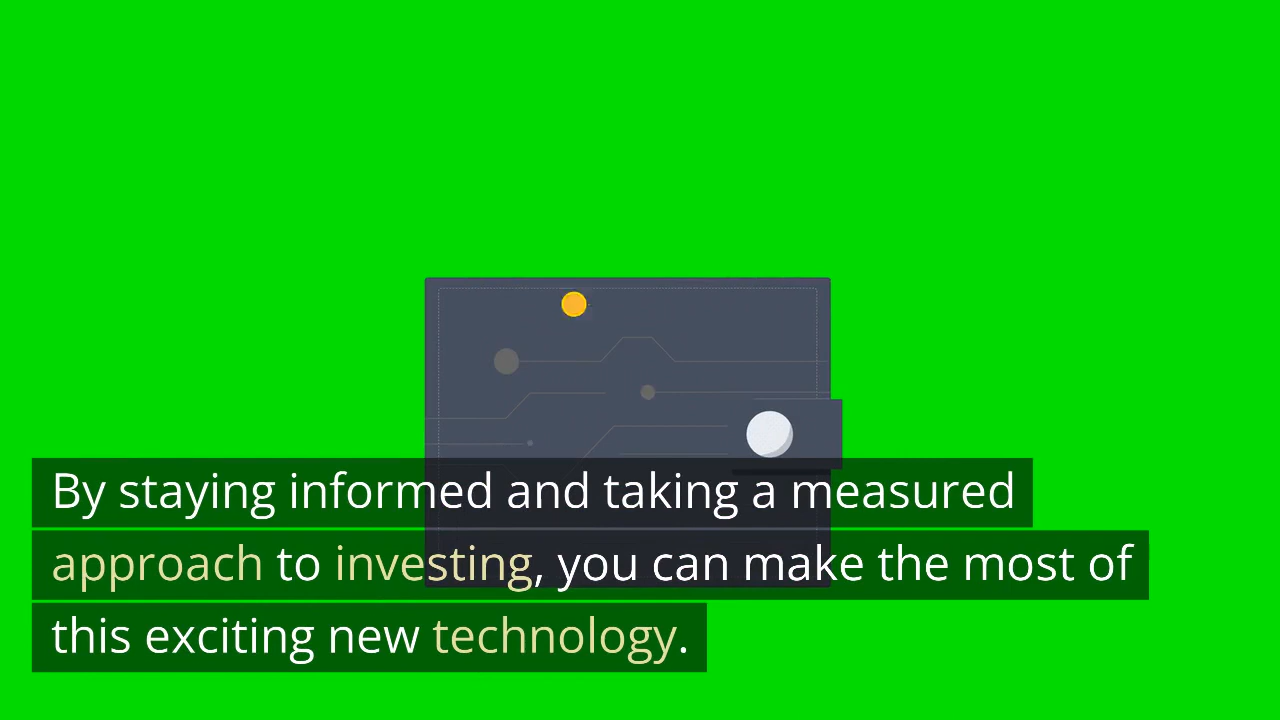 By staying informed and taking a measured
approach to investing, you can make the most of
this exciting new technology.